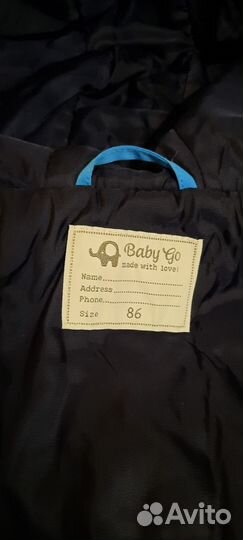 Baby Go
made with love!
Name
Address
Phone
Size 86
Avito